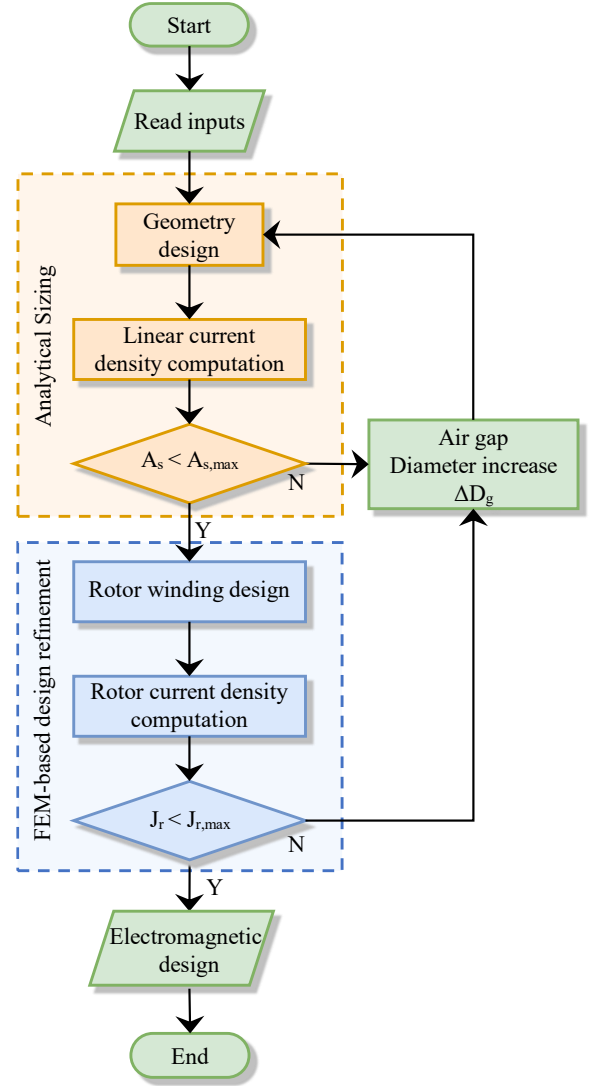 Start
Read inputs
Analytical Sizing
Geometry
design
Linear current
density computation
Aₛ < Aₛ,max
N
Y
Air gap
Diameter increase
ΔD_g
FEM-based design refinement
Rotor winding design
Rotor current density
computation
Jᵣ < Jᵣ,max
N
Y
Electromagnetic
design
End